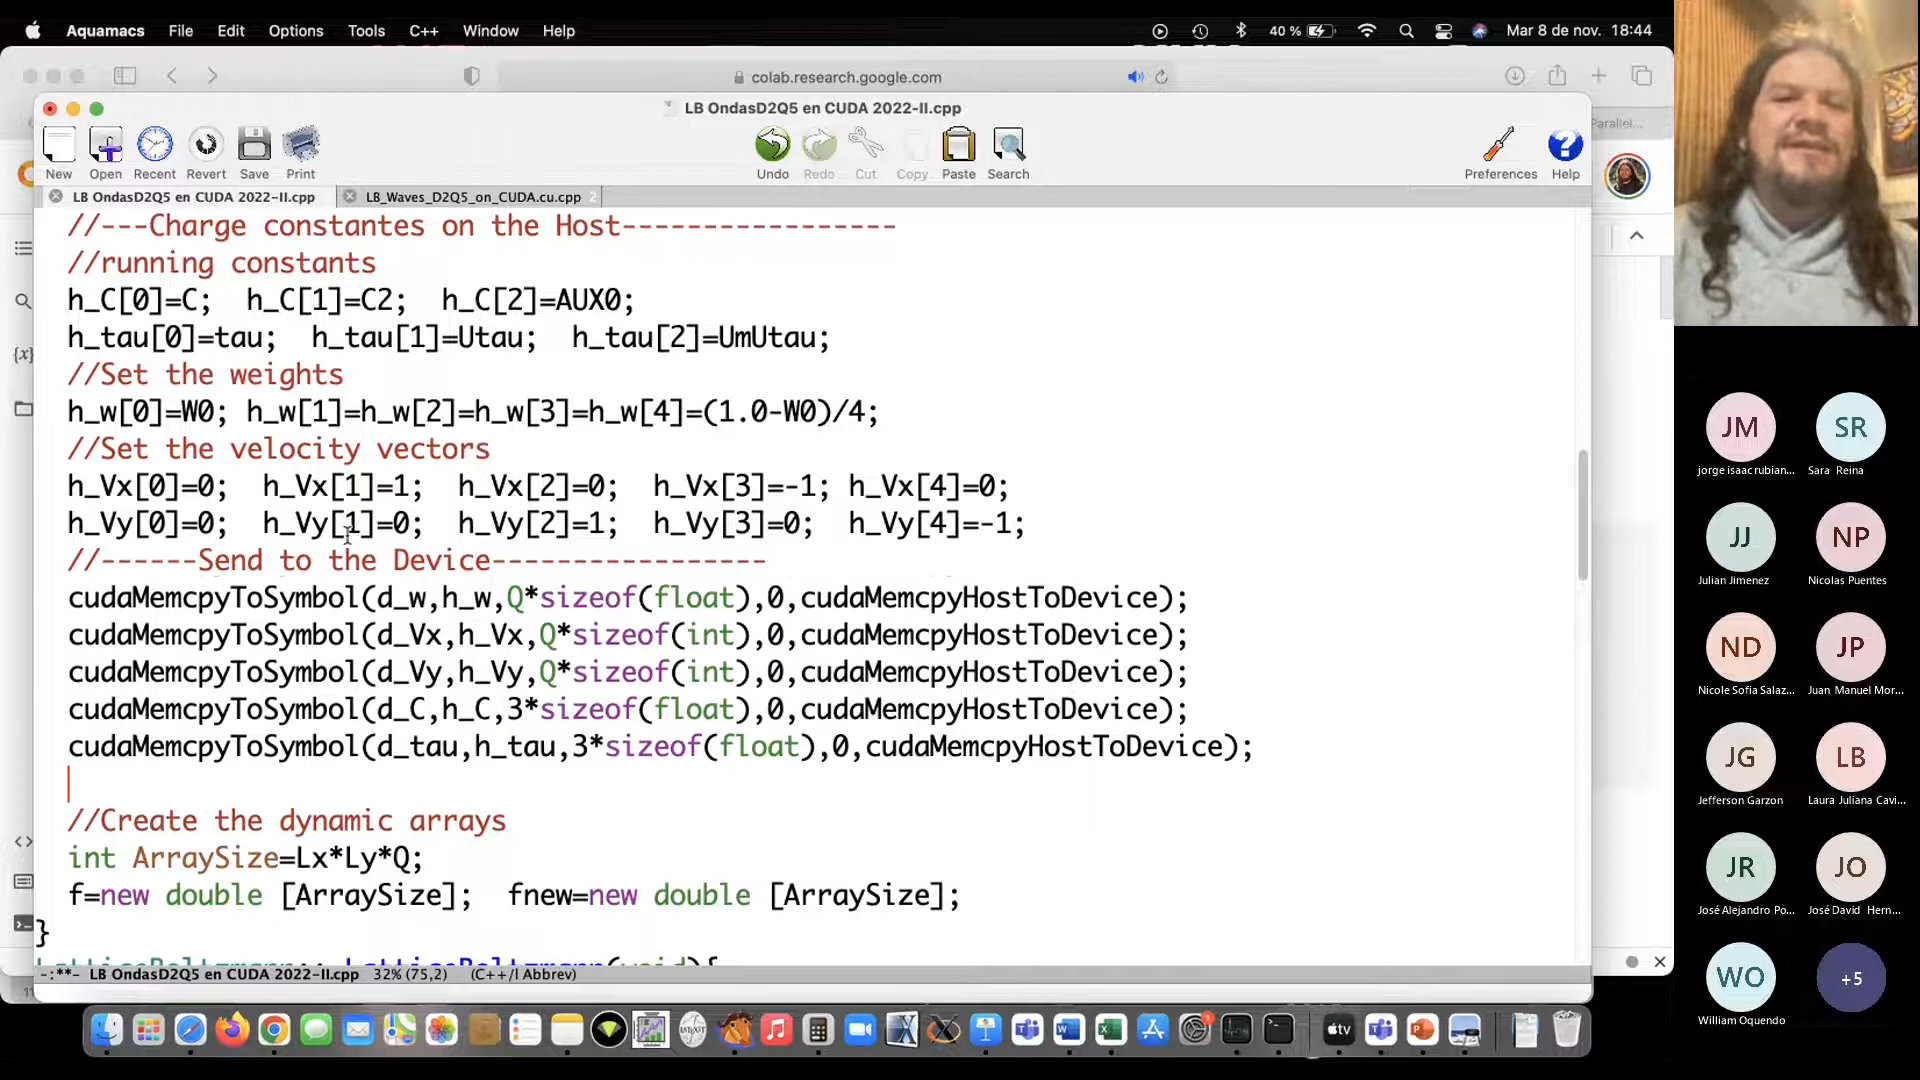 Aquamacs File Edit Options Tools C++ Window Help 40 % Mar 8 de nov. 18:44
colab.research.google.com
LB OndasD2Q5 en CUDA 2022-II.cpp
Parallel...
New Open Recent Revert Save Print Undo Redo Cut Copy Paste Search Preferences Help
LB OndasD2Q5 en CUDA 2022-II.cpp LB_Waves_D2Q5_on_CUDA.cu.cpp 2
//---Charge constantes on the Host-----------------
//running constants
h_C[0]=C; h_C[1]=C2; h_C[2]=AUX0;
h_tau[0]=tau; h_tau[1]=Utau; h_tau[2]=UmUtau;
//Set the weights
h_w[0]=W0; h_w[1]=h_w[2]=h_w[3]=h_w[4]=(1.0-W0)/4;
//Set the velocity vectors
h_Vx[0]=0; h_Vx[1]=1; h_Vx[2]=0; h_Vx[3]=-1; h_Vx[4]=0;
h_Vy[0]=0; h_Vy[1]=0; h_Vy[2]=1; h_Vy[3]=0; h_Vy[4]=-1;
//------Send to the Device-----------------
cudaMemcpyToSymbol(d_w,h_w,Q*sizeof(float),0,cudaMemcpyHostToDevice);
cudaMemcpyToSymbol(d_Vx,h_Vx,Q*sizeof(int),0,cudaMemcpyHostToDevice);
cudaMemcpyToSymbol(d_Vy,h_Vy,Q*sizeof(int),0,cudaMemcpyHostToDevice);
cudaMemcpyToSymbol(d_C,h_C,3*sizeof(float),0,cudaMemcpyHostToDevice);
cudaMemcpyToSymbol(d_tau,h_tau,3*sizeof(float),0,cudaMemcpyHostToDevice);
//Create the dynamic arrays
int ArraySize=Lx*Ly*Q;
f=new double [ArraySize]; fnew=new double [ArraySize];
}
-:**- LB OndasD2Q5 en CUDA 2022-II.cpp 32% (75,2) (C++/l Abbrev)
JM SR
jorge isaac rubian... Sara Reina
JJ NP
Julian Jimenez Nicolas Puentes
ND JP
Nicole Sofia Salaz... Juan Manuel Mor...
JG LB
Jefferson Garzon Laura Juliana Cavi...
JR JO
José Alejandro Po... José David Hern...
WO +5
William Oquendo
tv